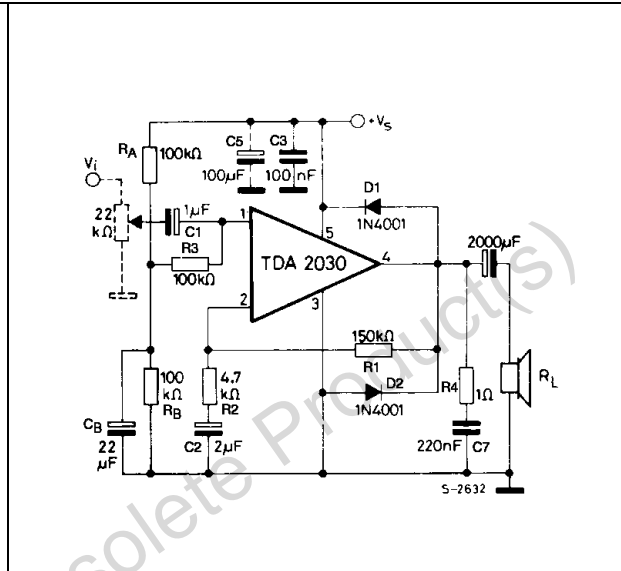 +Vs
RA
100kΩ
C5
100µF
C3
100nF
Vi
22
kΩ
1µF
C1
R3
100kΩ
1
2
3
4
5
TDA 2030
D1
1N4001
2000µF
150kΩ
R1
D2
1N4001
R4
1Ω
RL
100
kΩ
RB
4.7
kΩ
R2
CB
22
µF
C2
2µF
220nF
C7
S-2632
solete Product(s)